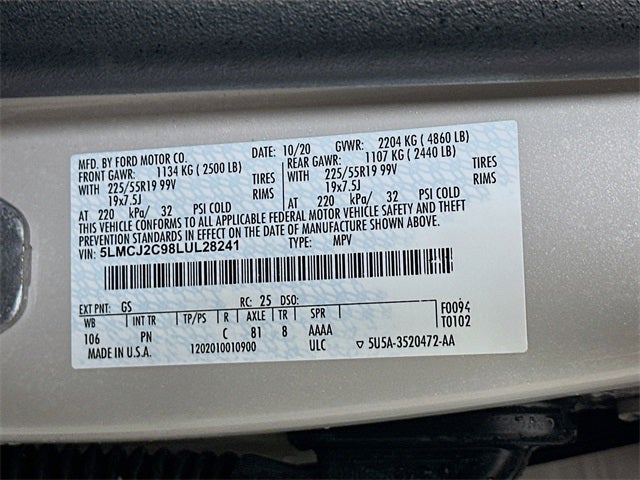 MFD. BY FORD MOTOR CO.
DATE: 10/20 GVWR: 2204 KG ( 4860 LB)
FRONT GAWR: 1134 KG ( 2500 LB)
REAR GAWR: 1107 KG ( 2440 LB)
WITH 225/55R19 99V TIRES
WITH 225/55R19 99V TIRES
19x7.5J RIMS
19x7.5J RIMS
AT 220 kPa/ 32 PSI COLD
AT 220 kPa/ 32 PSI COLD
THIS VEHICLE CONFORMS TO ALL APPLICABLE FEDERAL MOTOR VEHICLE SAFETY AND THEFT
PREVENTION STANDARDS IN EFFECT ON THE DATE OF MANUFACTURE SHOWN ABOVE.
VIN: 5LMCJ2C98LUL28241 TYPE: MPV
EXT PNT: GS RC: 25 DSO: F0094
WB INT TR TP/PS R AXLE TR SPR T0102
106 PN C 81 8 AAAA
MADE IN U.S.A. 1202010010900 ULC ▽ 5U5A-3520472-AA